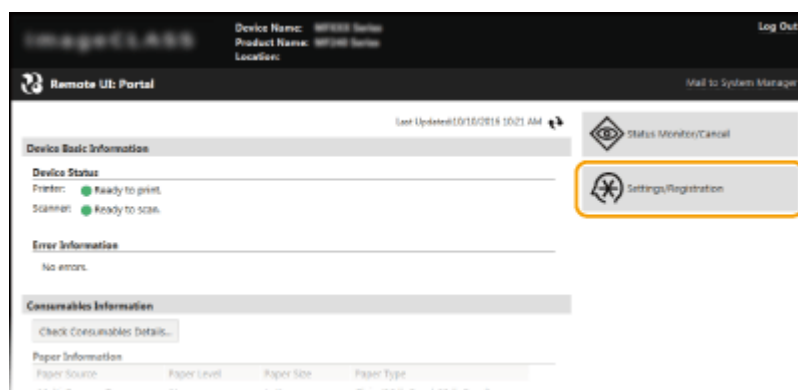 imageCLASS
Device Name:
Product Name:
Location:
Log Out
Remote UI: Portal
Mail to System Manager
Last Updated:10/10/2016 10:21 AM
Device Basic Information
Device Status
Printer: Ready to print.
Scanner: Ready to scan.
Error Information
No errors.
Consumables Information
Check Consumables Details...
Paper Information
Paper Source Paper Level Paper Size Paper Type
Status Monitor/Cancel
Settings/Registration